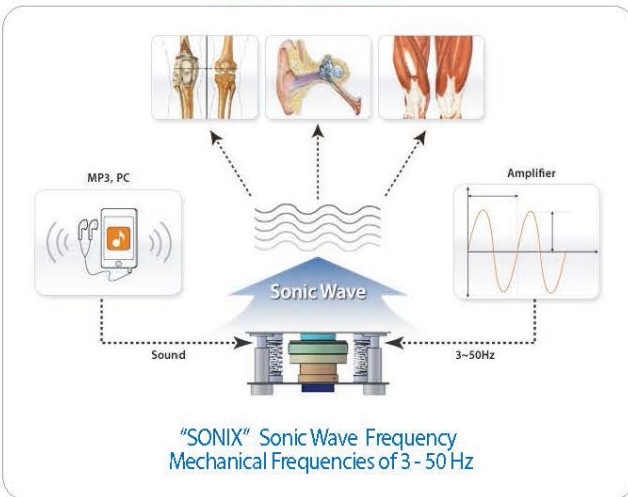 MP3, PC
Amplifier
Sonic Wave
Sound
3~50Hz
"SONIX" Sonic Wave Frequency
Mechanical Frequencies of 3 - 50 Hz